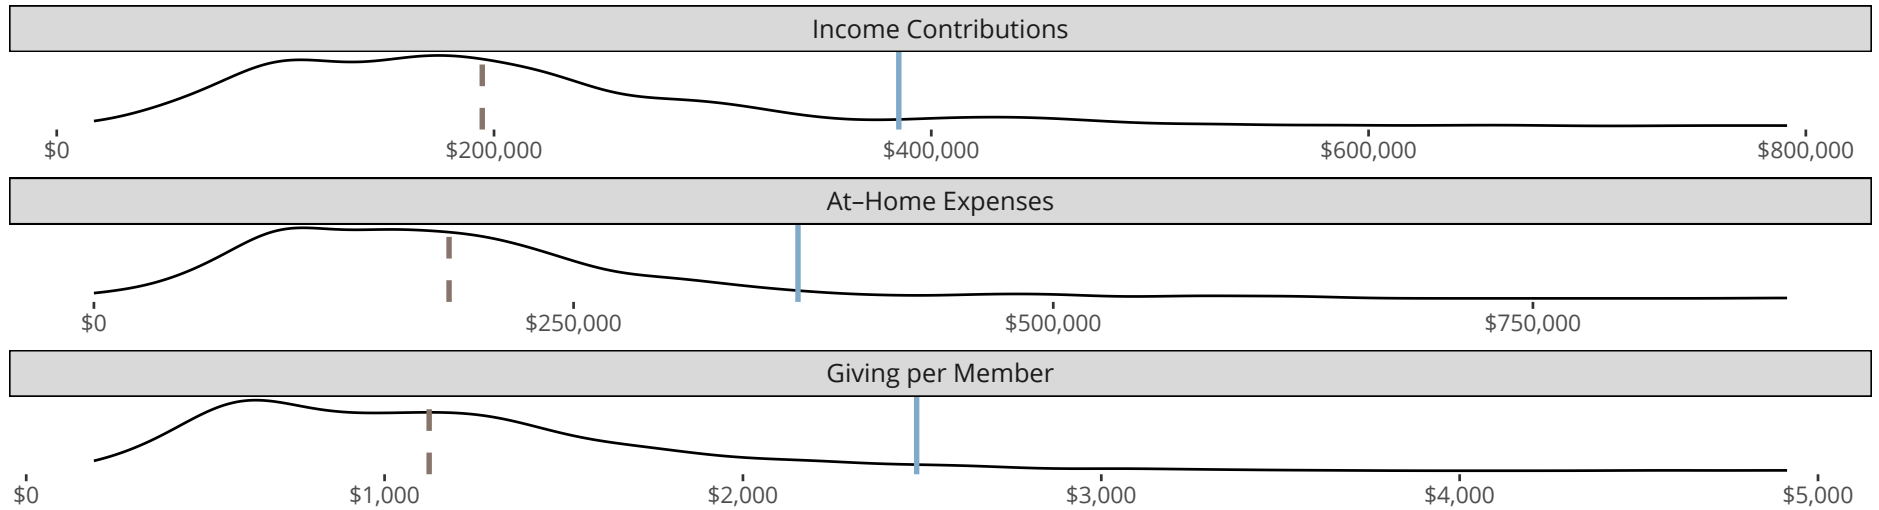 Income Contributions
$0 $200,000 $400,000 $600,000 $800,000
At–Home Expenses
$0 $250,000 $500,000 $750,000
Giving per Member
$0 $1,000 $2,000 $3,000 $4,000 $5,000